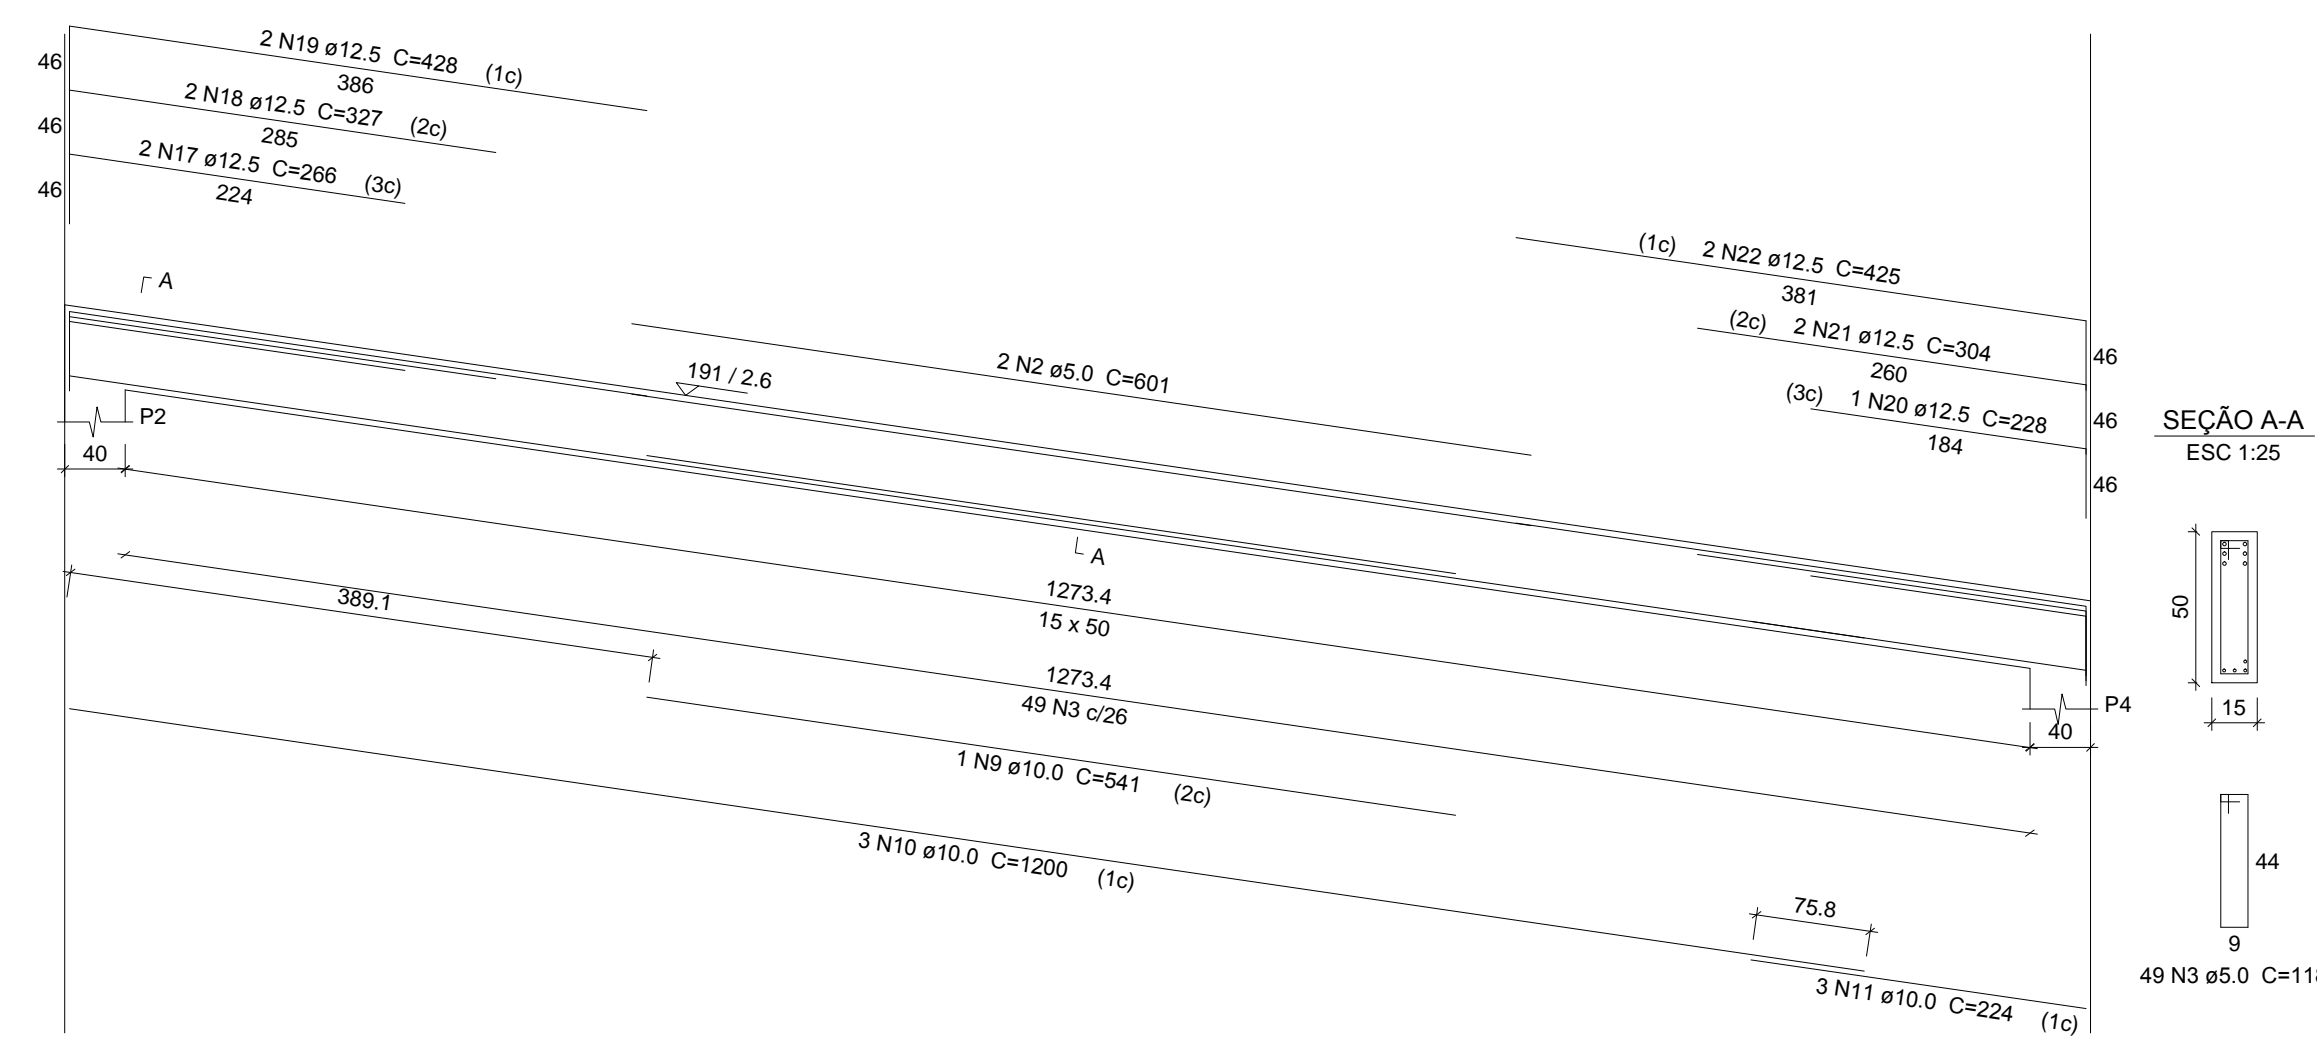 46
2 N19 ø12.5 C=428 (1c)
386
46
2 N18 ø12.5 C=327 (2c)
285
46
2 N17 ø12.5 C=266 (3c)
224
(1c) 2 N22 ø12.5 C=425
381
46
(2c) 2 N21 ø12.5 C=304
260
46
(3c) 1 N20 ø12.5 C=228
184
46
A
191 / 2.6
2 N2 ø5.0 C=601
P2
40
A
1273.4
15 x 50
389.1
1273.4
49 N3 c/26
P4
40
1 N9 ø10.0 C=541 (2c)
3 N10 ø10.0 C=1200 (1c)
75.8
3 N11 ø10.0 C=224 (1c)
SEÇÃO A-A
ESC 1:25
50
15
44
9
49 N3 ø5.0 C=118